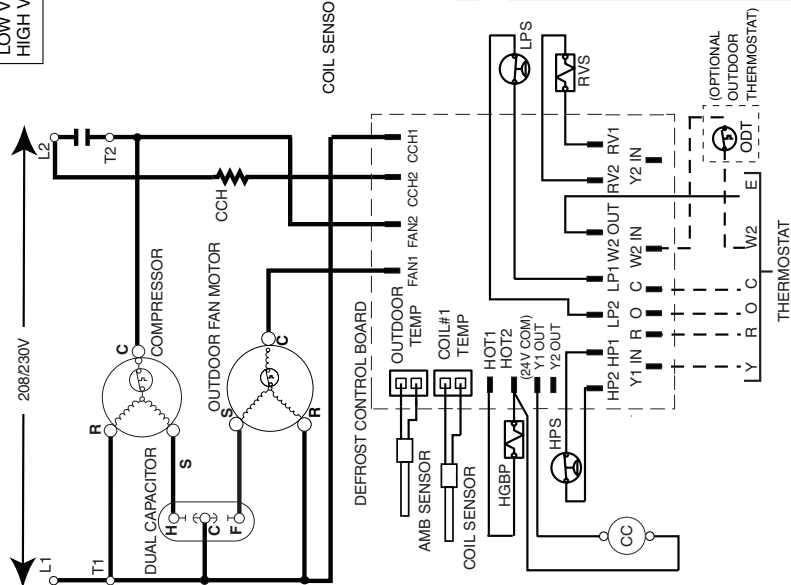 LOW V
HIGH V
208/230V
L1
L2
T1
T2
R
C
S
COMPRESSOR
DUAL CAPACITOR
H
C
F
OUTDOOR FAN MOTOR
S
C
R
CCH
COIL SENSO
DEFROST CONTROL BOARD
FAN1
FAN2
CCH2
CCH1
OUTDOOR
TEMP
AMB SENSOR
COIL#1
TEMP
COIL SENSOR
HOT1
HOT2
(24V COM)
Y1 OUT
Y2 OUT
HGBP
HPS
CC
LPS
RVS
HP2
HP1
LP2
LP1
W2 OUT
RV2
RV1
Y1 IN
R
O
C
W2 IN
Y2 IN
(OPTIONAL
OUTDOOR
THERMOSTAT)
ODT
Y
R
O
C
W2
E
THERMOSTAT